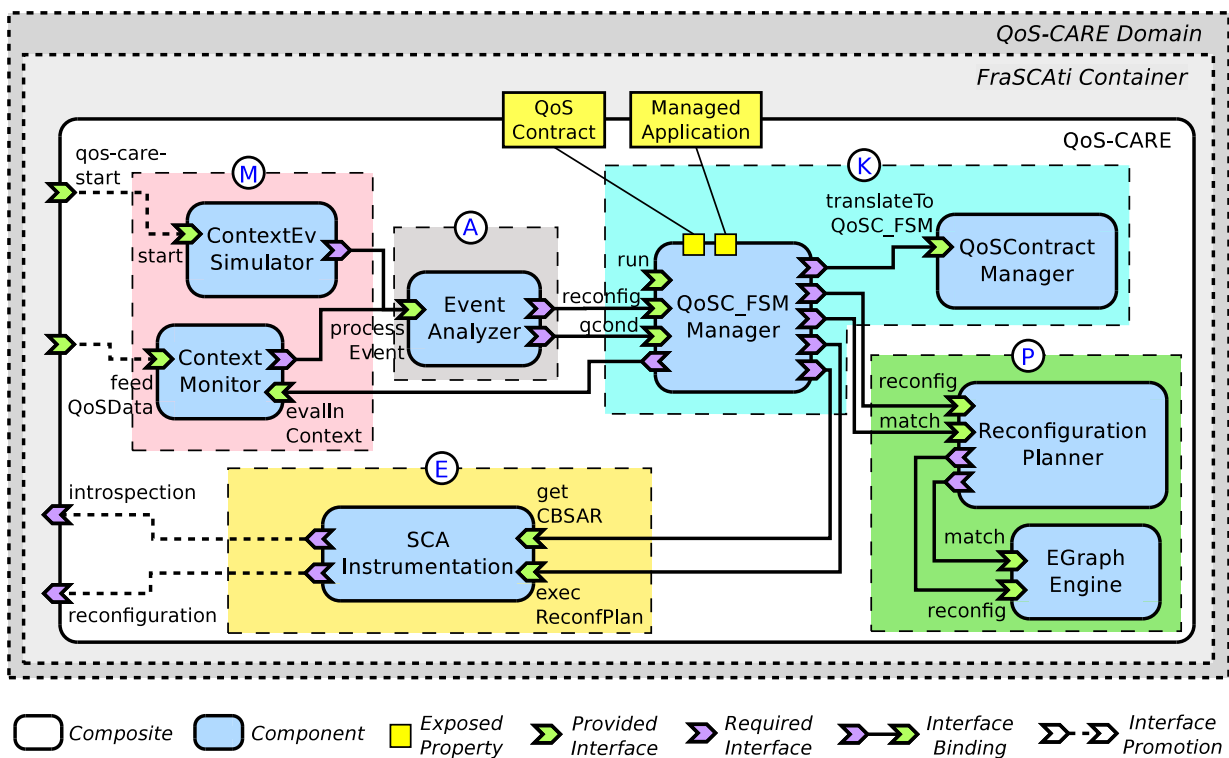 QoS-CARE Domain
FraSCAti Container
QoS
Contract
Managed
Application
QoS-CARE
qos-care-
start
M
K
translateTo
QoSC_FSM
ContextEv
Simulator
start
A
run
QoSContract
Manager
Event
Analyzer
reconfig
qcond
QoSC_FSM
Manager
process
Event
Context
Monitor
feed
QoSData
evalIn
Context
P
reconfig
match
Reconfiguration
Planner
E
introspection
get
CBSAR
SCA
Instrumentation
match
EGraph
Engine
reconfig
exec
ReconfPlan
reconfiguration
Composite
Component
Exposed
Property
Provided
Interface
Required
Interface
Interface
Binding
Interface
Promotion